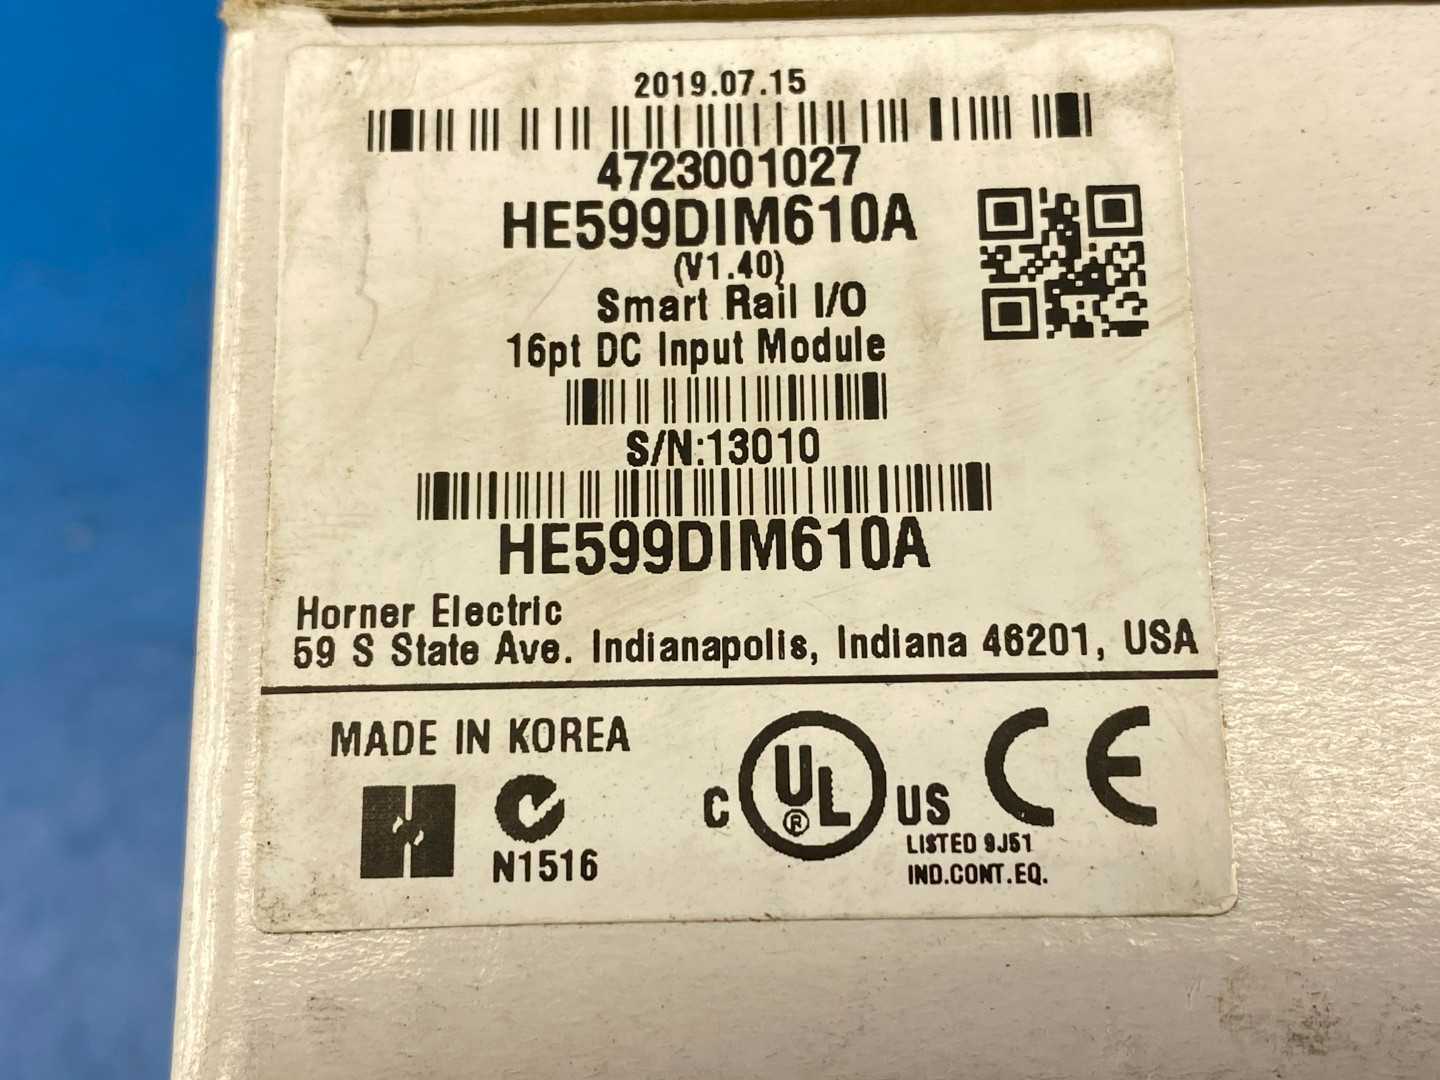 2019.07.15
4723001027
HE599DIM610A
(V1.40)
Smart Rail I/O
16pt DC Input Module
S/N:13010
HE599DIM610A
Horner Electric
59 S State Ave. Indianapolis, Indiana 46201, USA
MADE IN KOREA
N1516
C UL ® US
LISTED 9J51
IND.CONT.EQ.
CE